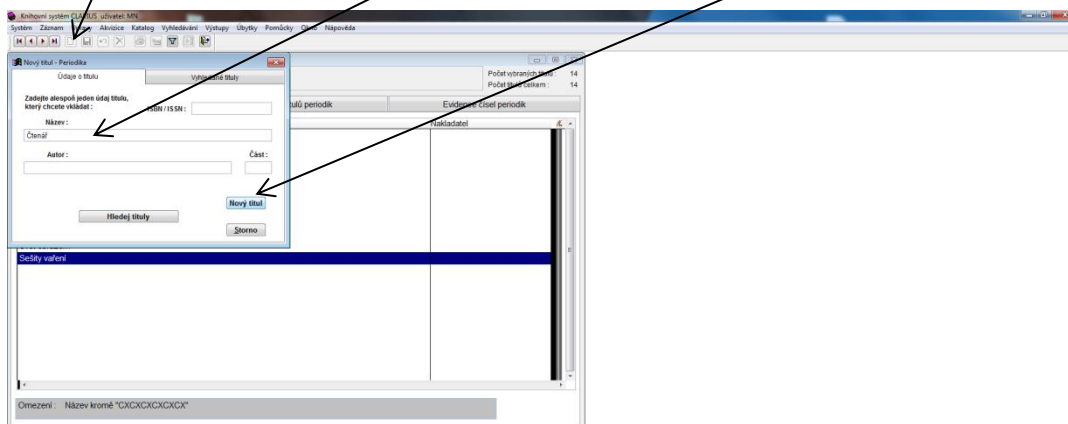 Knihovní systém CLAVIUS uživatel: MN
Systém Záznam Akvizice Katalog Vyhledávání Výstupy Úbytky Pomůcky Okno Nápověda
Nový titul - Periodika
Údaje o titulu Vyhledané tituly
Počet vybraných titulů : 14
Počet titulů celkem : 14
Zadejte alespoň jeden údaj titulu,
který chcete vkládat :
ISBN / ISSN :
tulů periodik Evidence čísel periodik
Název :
Nakladatel
Čtenář
Autor : Část :
Nový titul
Hledej tituly
Storno
Sešity vaření
Omezení : Název kromě "CXCXCXCXCXCX"